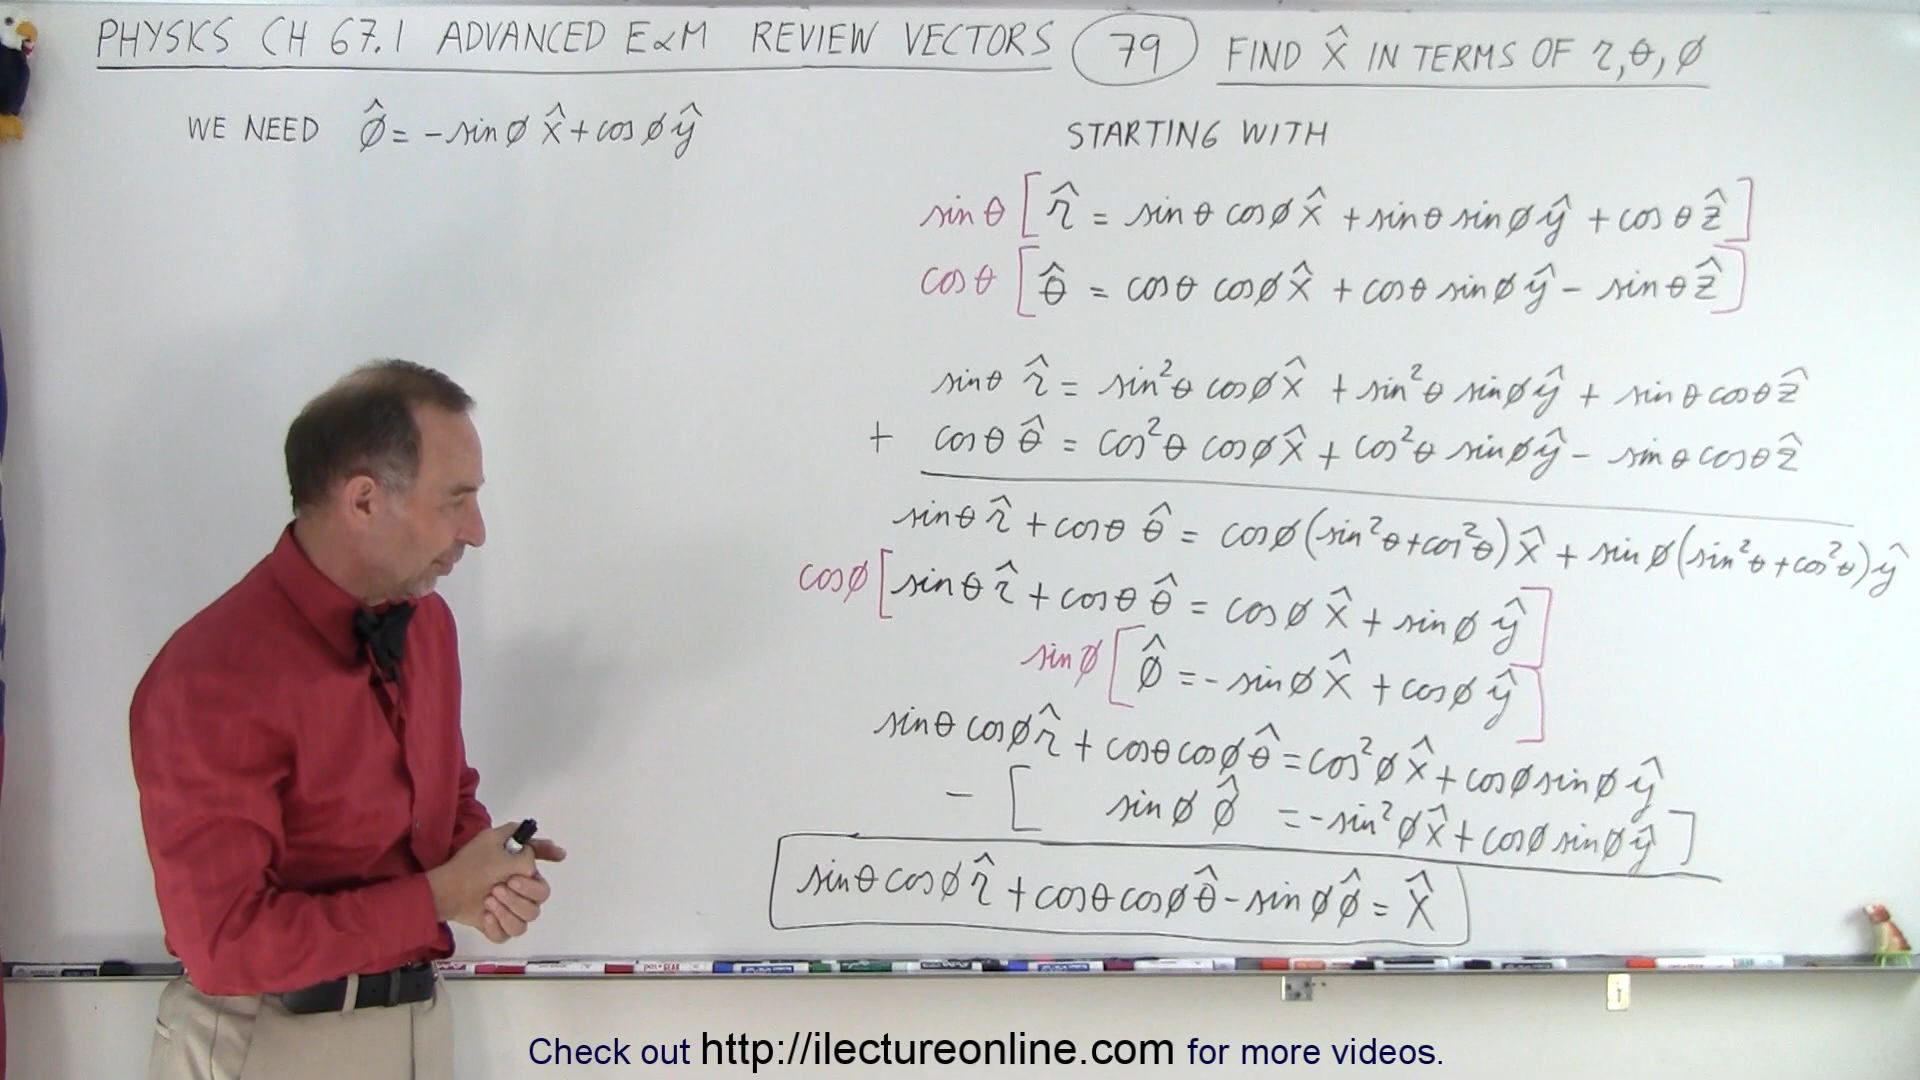 PHYSICS CH 67.1 ADVANCED E&M REVIEW VECTORS 79 FIND x̂ IN TERMS OF r, θ, ø
WE NEED ø̂ = -sin ø x̂ + cos ø ŷ
STARTING WITH
sin θ [ r̂ = sin θ cos ø x̂ + sin θ sin ø ŷ + cos θ ẑ ]
cos θ [ θ̂ = cos θ cos ø x̂ + cos θ sin ø ŷ - sin θ ẑ ]
sin θ r̂ = sin²θ cos ø x̂ + sin²θ sin ø ŷ + sin θ cos θ ẑ
+ cos θ θ̂ = cos²θ cos ø x̂ + cos²θ sin ø ŷ - sin θ cos θ ẑ
sin θ r̂ + cos θ θ̂ = cos ø (sin²θ + cos²θ) x̂ + sin ø (sin²θ + cos²θ) ŷ
cos ø [ sin θ r̂ + cos θ θ̂ = cos ø x̂ + sin ø ŷ ]
sin ø [ ø̂ = - sin ø x̂ + cos ø ŷ ]
sin θ cos ø r̂ + cos θ cos ø θ̂ = cos²ø x̂ + cos ø sin ø ŷ
- [ sin ø ø̂ = - sin²ø x̂ + cos ø sin ø ŷ ]
sin θ cos ø r̂ + cos θ cos ø θ̂ - sin ø ø̂ = x̂
Check out http://ilectureonline.com for more videos.